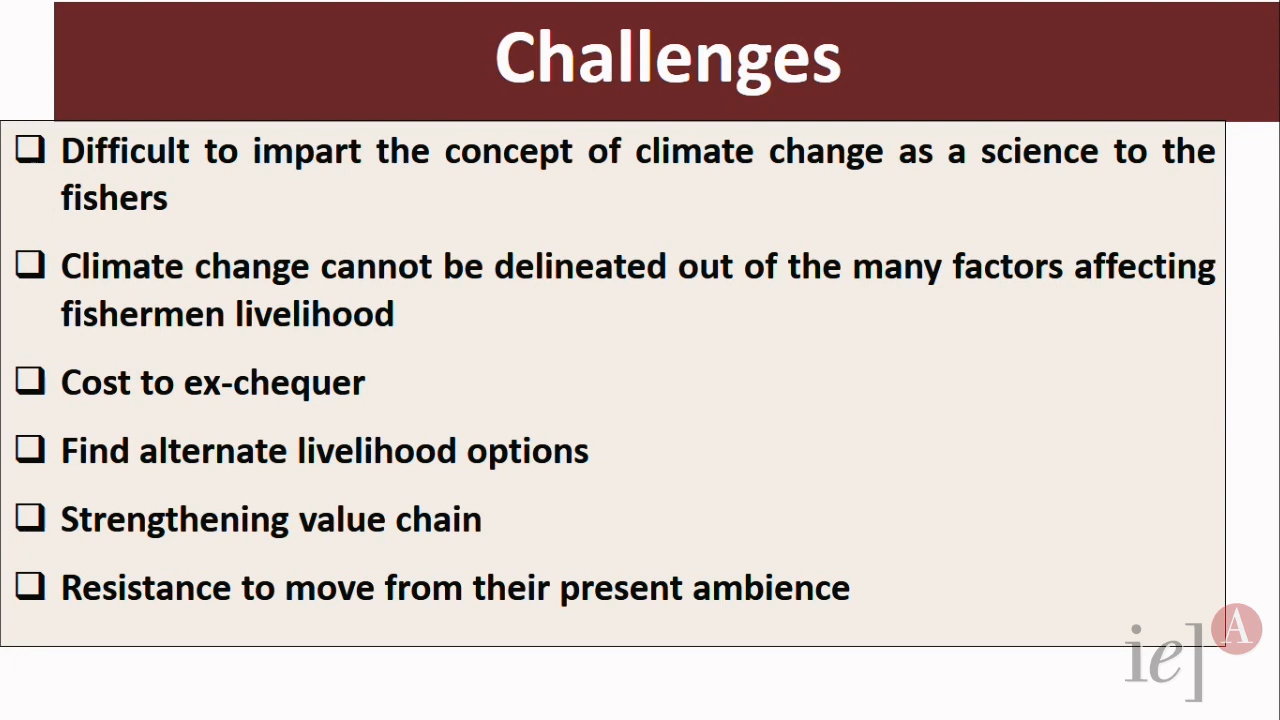 Challenges
❑ Difficult to impart the concept of climate change as a science to the
fishers
❑ Climate change cannot be delineated out of the many factors affecting
fishermen livelihood
❑ Cost to ex-chequer
❑ Find alternate livelihood options
❑ Strengthening value chain
❑ Resistance to move from their present ambience
ie] A